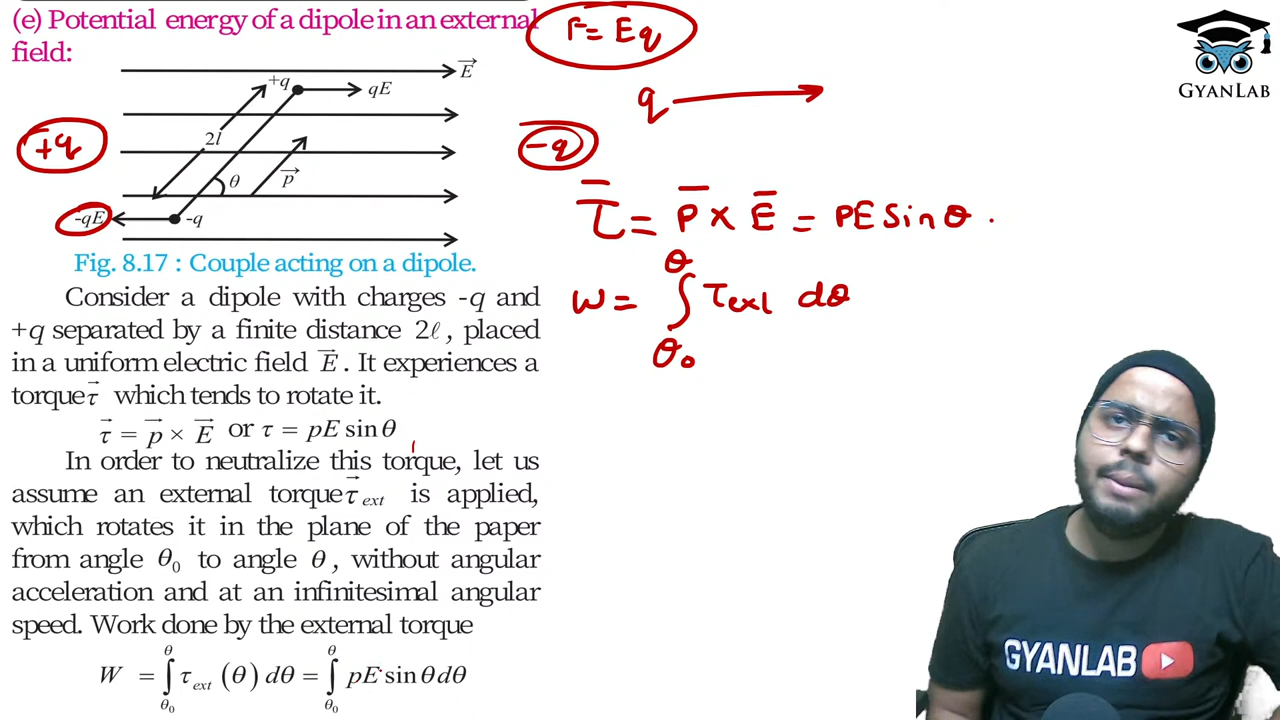 (e) Potential energy of a dipole in an external
field:
E⃗
+q
qE
2l
θ
p⃗
-qE
-q
Fig. 8.17 : Couple acting on a dipole.
Consider a dipole with charges -q and
+q separated by a finite distance 2ℓ, placed
in a uniform electric field E⃗. It experiences a
torque τ⃗ which tends to rotate it.
τ⃗ = p⃗ × E⃗ or τ = pE sin θ
In order to neutralize this torque, let us
assume an external torque τ⃗ext is applied,
which rotates it in the plane of the paper
from angle θ₀ to angle θ, without angular
acceleration and at an infinitesimal angular
speed. Work done by the external torque
W = ∫θ₀^θ τext (θ) dθ = ∫θ₀^θ pE sin θ dθ
+q
F = Eq
q
-q
τ̄ = p̄ × Ē = PE Sin θ .
W = ∫θ₀^θ τext dθ
GYANLAB
GYANLAB